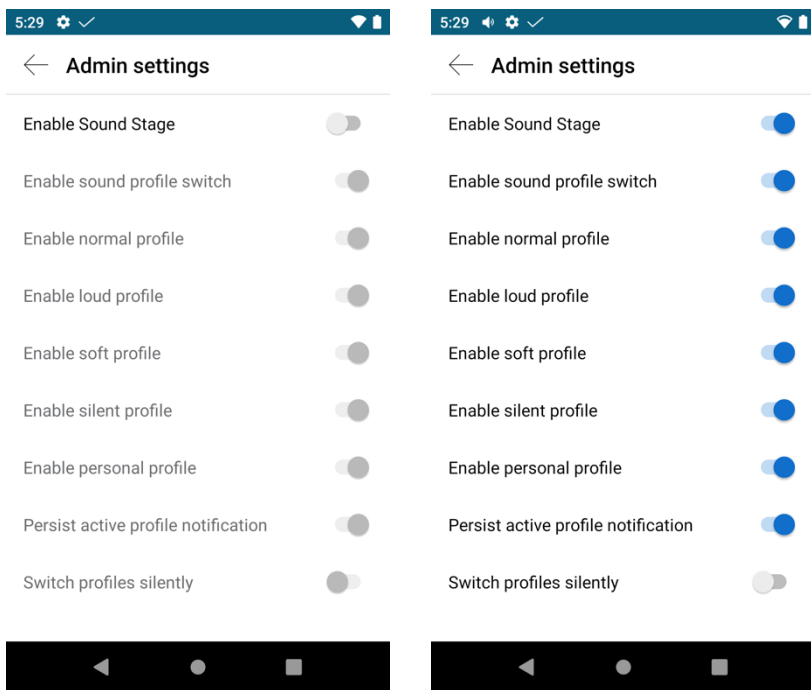 5:29
Admin settings
Enable Sound Stage
Enable sound profile switch
Enable normal profile
Enable loud profile
Enable soft profile
Enable silent profile
Enable personal profile
Persist active profile notification
Switch profiles silently
5:29
Admin settings
Enable Sound Stage
Enable sound profile switch
Enable normal profile
Enable loud profile
Enable soft profile
Enable silent profile
Enable personal profile
Persist active profile notification
Switch profiles silently